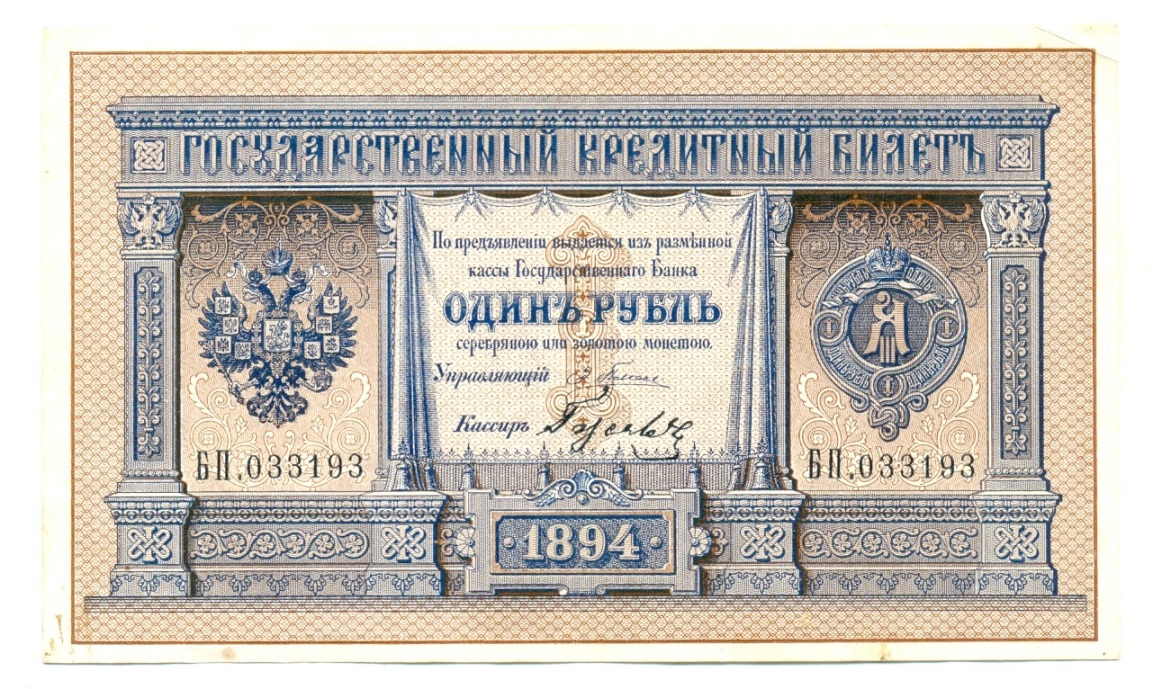 ГОСУДАРСТВЕННЫЙ КРЕДИТНЫЙ БИЛЕТЪ
По предъявленіи выдается изъ размѣнной
кассы Государственнаго Банка
ОДИНЪ РУБЛЬ
серебряною или золотою монетою.
Управляющій
Кассиръ
БП.033193
БП.033193
·1894·